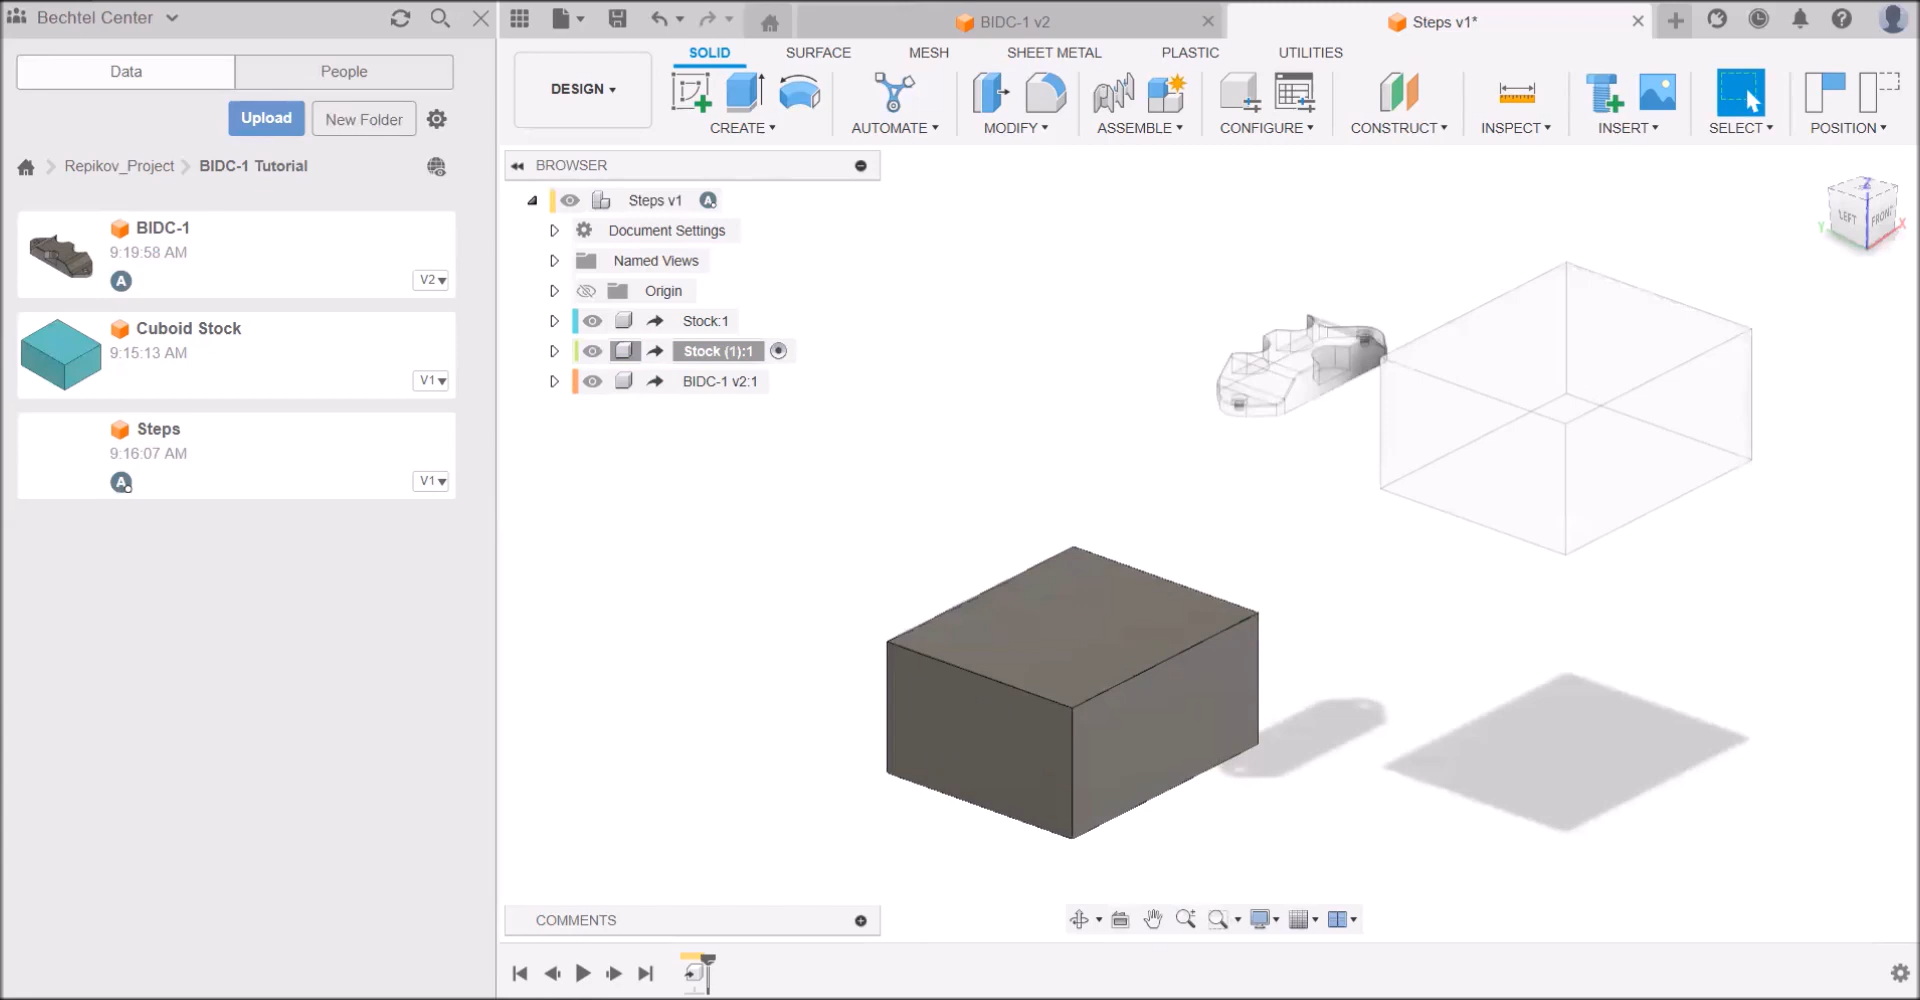 Bechtel Center
BIDC-1 v2
Steps v1*
Data
People
Upload
New Folder
Repikov_Project
BIDC-1 Tutorial
BIDC-1
9:19:58 AM
A
V2
Cuboid Stock
9:15:13 AM
V1
Steps
9:16:07 AM
A
V1
DESIGN
SOLID
SURFACE
MESH
SHEET METAL
PLASTIC
UTILITIES
CREATE
AUTOMATE
MODIFY
ASSEMBLE
CONFIGURE
CONSTRUCT
INSPECT
INSERT
SELECT
POSITION
BROWSER
Steps v1
A
Document Settings
Named Views
Origin
Stock:1
Stock (1):1
BIDC-1 v2:1
Z
LEFT
FRONT
Y
X
COMMENTS